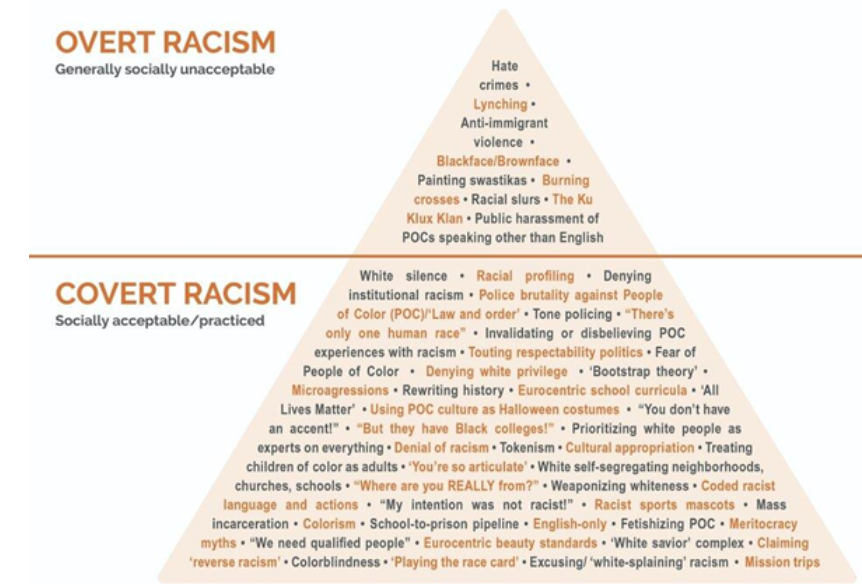 OVERT RACISM
Generally socially unacceptable
Hate
crimes •
Lynching •
Anti-immigrant
violence •
Blackface/Brownface •
Painting swastikas • Burning
crosses • Racial slurs • The Ku
Klux Klan • Public harassment of
POCs speaking other than English
COVERT RACISM
Socially acceptable/practiced
White silence • Racial profiling • Denying
institutional racism • Police brutality against People
of Color (POC)/'Law and order' • Tone policing • "There's
only one human race" • Invalidating or disbelieving POC
experiences with racism • Touting respectability politics • Fear of
People of Color • Denying white privilege • 'Bootstrap theory' •
Microagressions • Rewriting history • Eurocentric school curricula • 'All
Lives Matter' • Using POC culture as Halloween costumes • "You don't have
an accent!" • "But they have Black colleges!" • Prioritizing white people as
experts on everything • Denial of racism • Tokenism • Cultural appropriation • Treating
children of color as adults • 'You're so articulate' • White self-segregating neighborhoods,
churches, schools • "Where are you REALLY from?" • Weaponizing whiteness • Coded racist
language and actions • "My intention was not racist!" • Racist sports mascots • Mass
incarceration • Colorism • School-to-prison pipeline • English-only • Fetishizing POC • Meritocracy
myths • "We need qualified people" • Eurocentric beauty standards • 'White savior' complex • Claiming
'reverse racism' • Colorblindness • 'Playing the race card' • Excusing/ 'white-splaining' racism • Mission trips